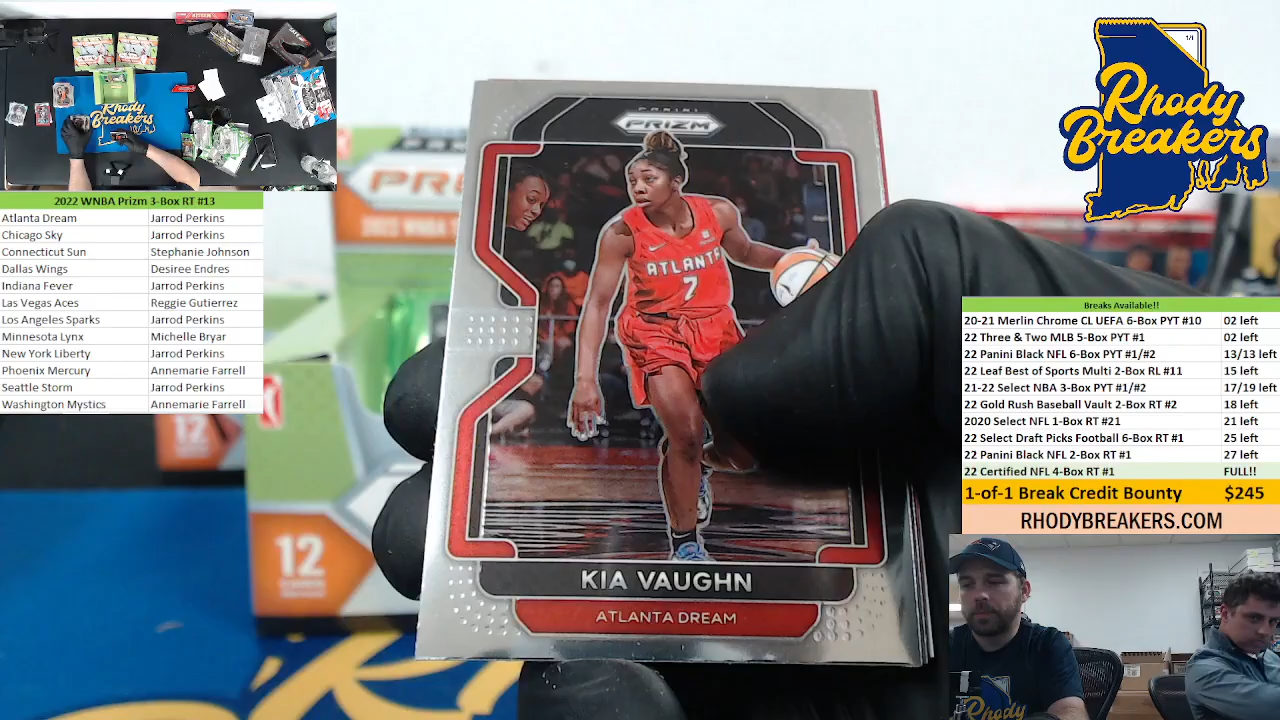 2022 WNBA Prizm 3-Box RT #13
Atlanta Dream Jarrod Perkins
Chicago Sky Jarrod Perkins
Connecticut Sun Stephanie Johnson
Dallas Wings Desiree Endres
Indiana Fever Jarrod Perkins
Las Vegas Aces Reggie Gutierrez
Los Angeles Sparks Jarrod Perkins
Minnesota Lynx Michelle Bryar
New York Liberty Jarrod Perkins
Phoenix Mercury Annemarie Farrell
Seattle Storm Jarrod Perkins
Washington Mystics Annemarie Farrell
Rhody
Breakers
PANINI
PRIZM
ATLANTA
7
KIA VAUGHN
ATLANTA DREAM
12
12
1/1
Rhody
Breakers
Breaks Available!!
20-21 Merlin Chrome CL UEFA 6-Box PYT #10 02 left
22 Three & Two MLB 5-Box PYT #1 02 left
22 Panini Black NFL 6-Box PYT #1/#2 13/13 left
22 Leaf Best of Sports Multi 2-Box RL #11 15 left
21-22 Select NBA 3-Box PYT #1/#2 17/19 left
22 Gold Rush Baseball Vault 2-Box RT #2 18 left
2020 Select NFL 1-Box RT #21 21 left
22 Select Draft Picks Football 6-Box RT #1 25 left
22 Panini Black NFL 2-Box RT #1 27 left
22 Certified NFL 4-Box RT #1 FULL!!
1-of-1 Break Credit Bounty $245
RHODYBREAKERS.COM
Rhody